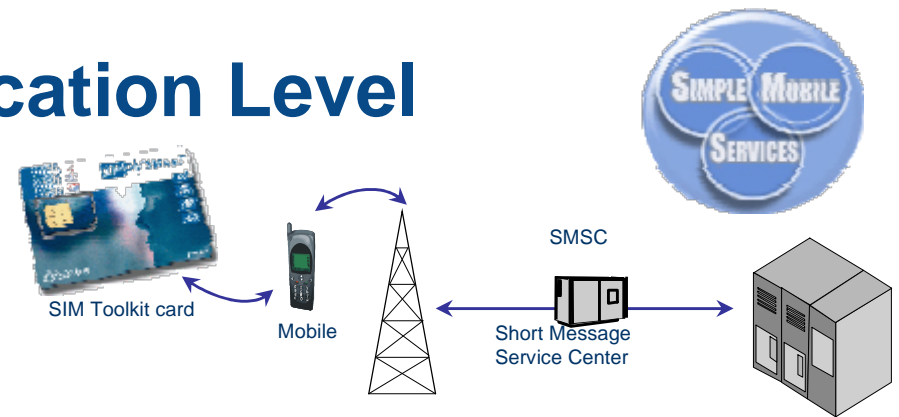 cation Level
SIMPLE MOBILE
SERVICES
SIM Toolkit card
Mobile
SMSC
Short Message
Service Center